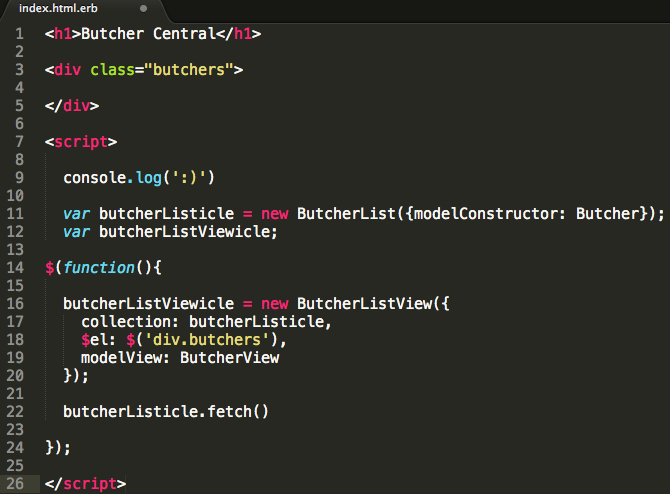 index.html.erb
1 <h1>Butcher Central</h1>
2
3 <div class="butchers">
4
5 </div>
6
7 <script>
8
9   console.log(':)')
10
11   var butcherListicle = new ButcherList({modelConstructor: Butcher});
12   var butcherListViewicle;
13
14 $(function(){
15
16   butcherListViewicle = new ButcherListView({
17     collection: butcherListicle,
18     $el: $('div.butchers'),
19     modelView: ButcherView
20   });
21
22   butcherListicle.fetch()
23
24 });
25
26 </script>